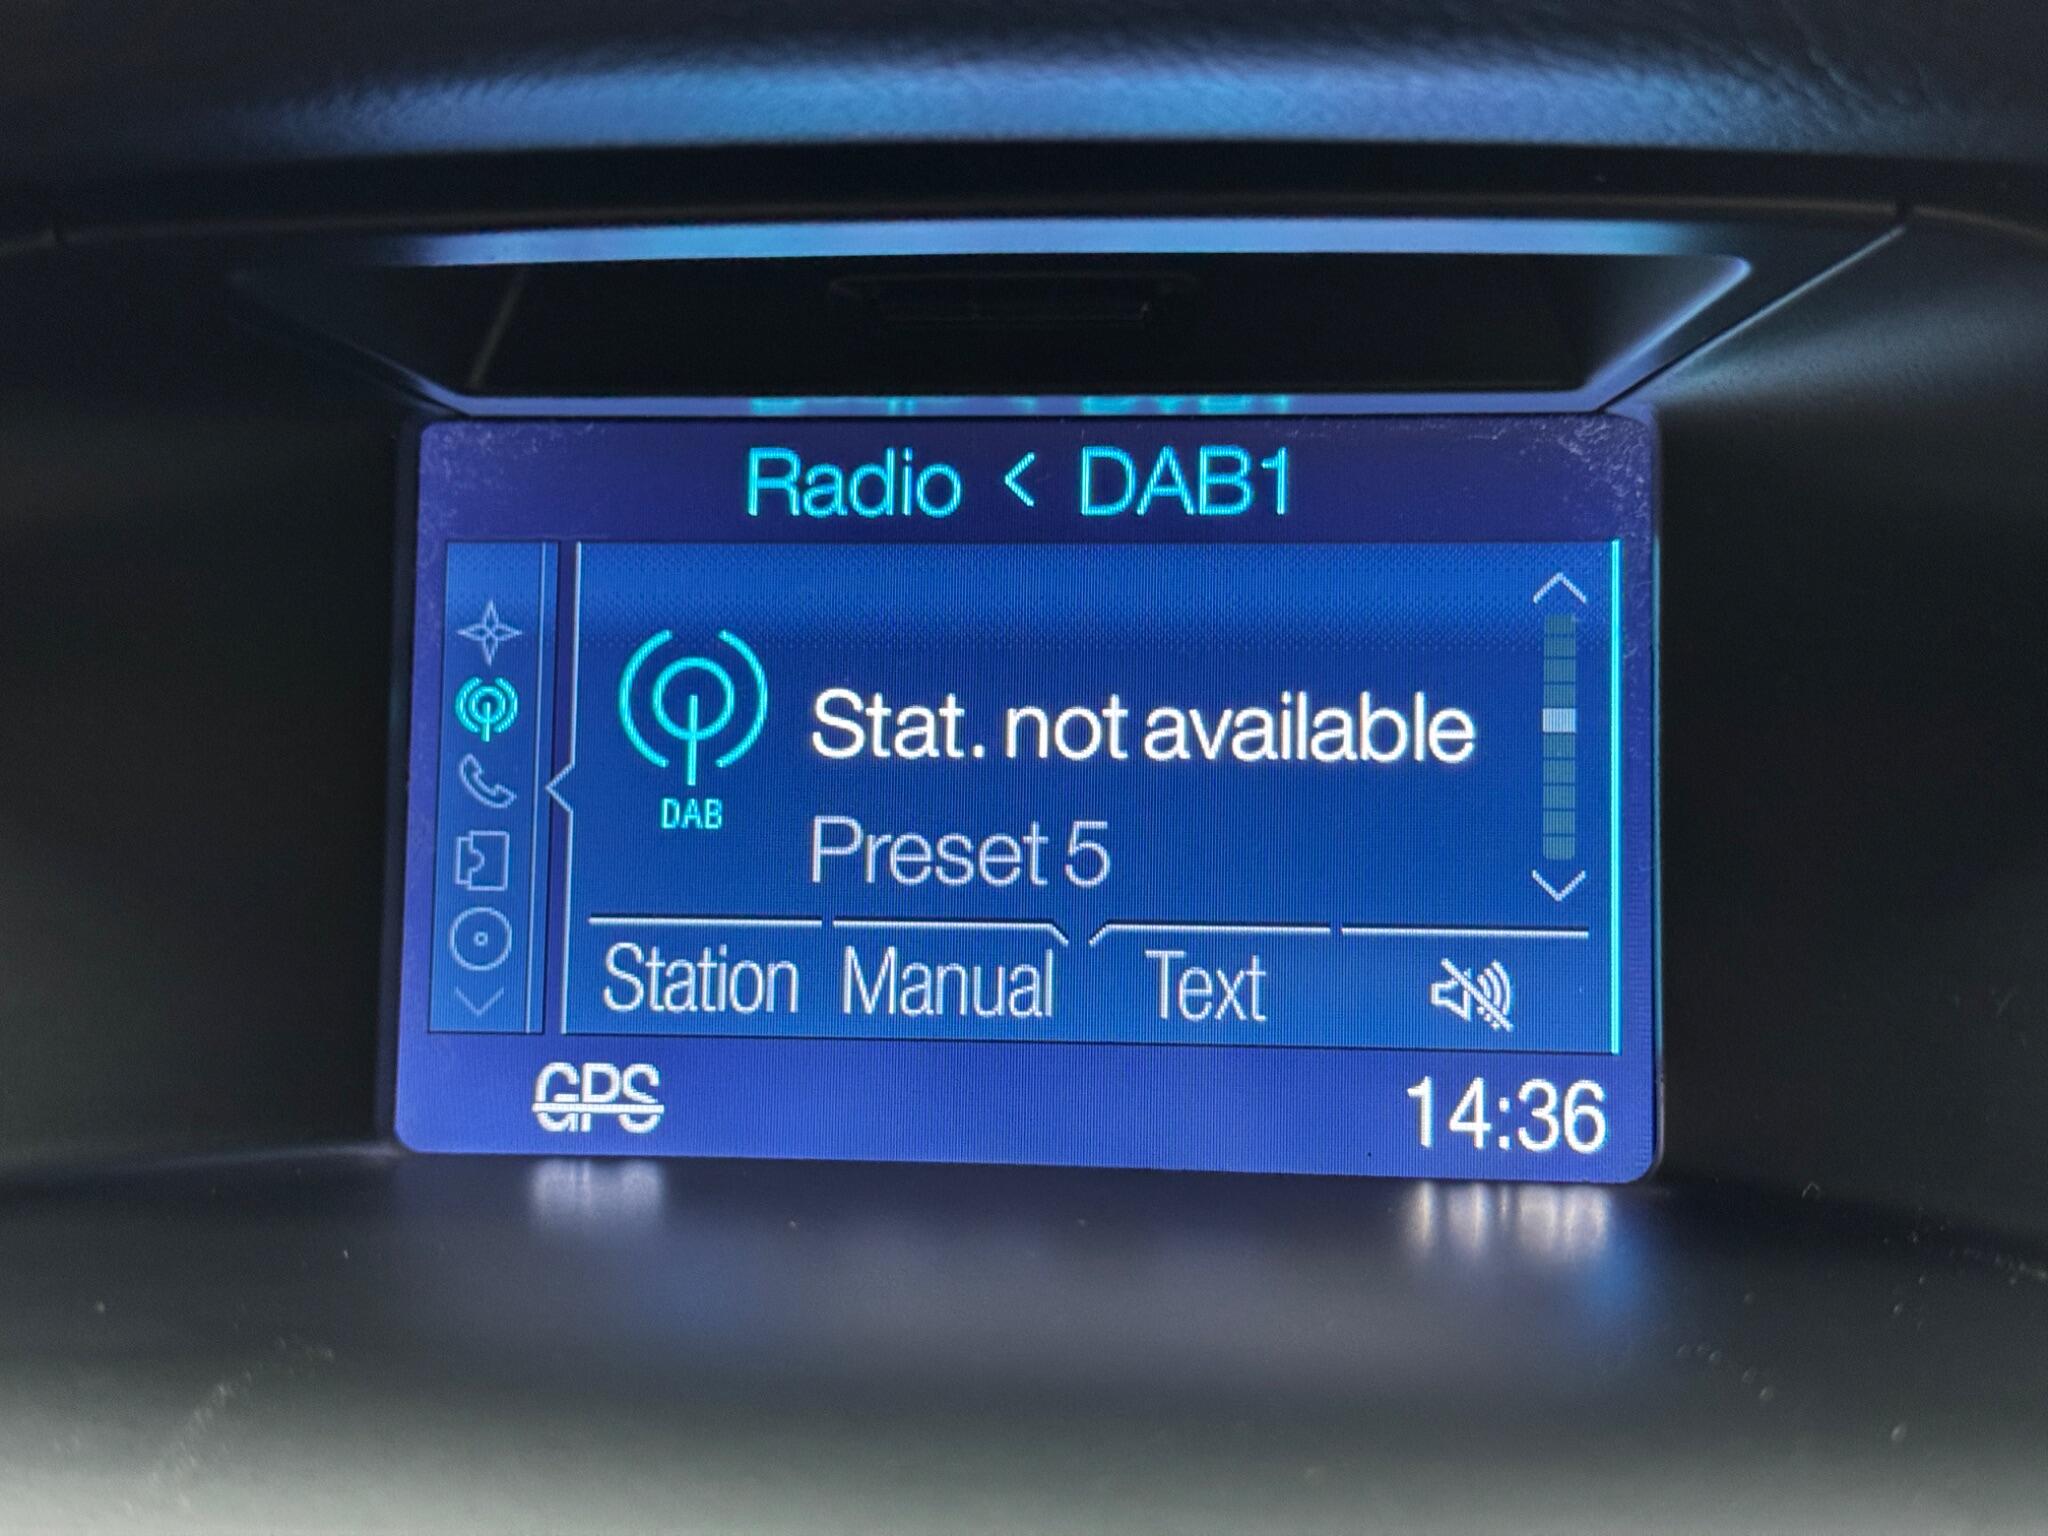 Radio < DAB1
DAB
Stat. not available
Preset 5
Station Manual Text
GPS 14:36